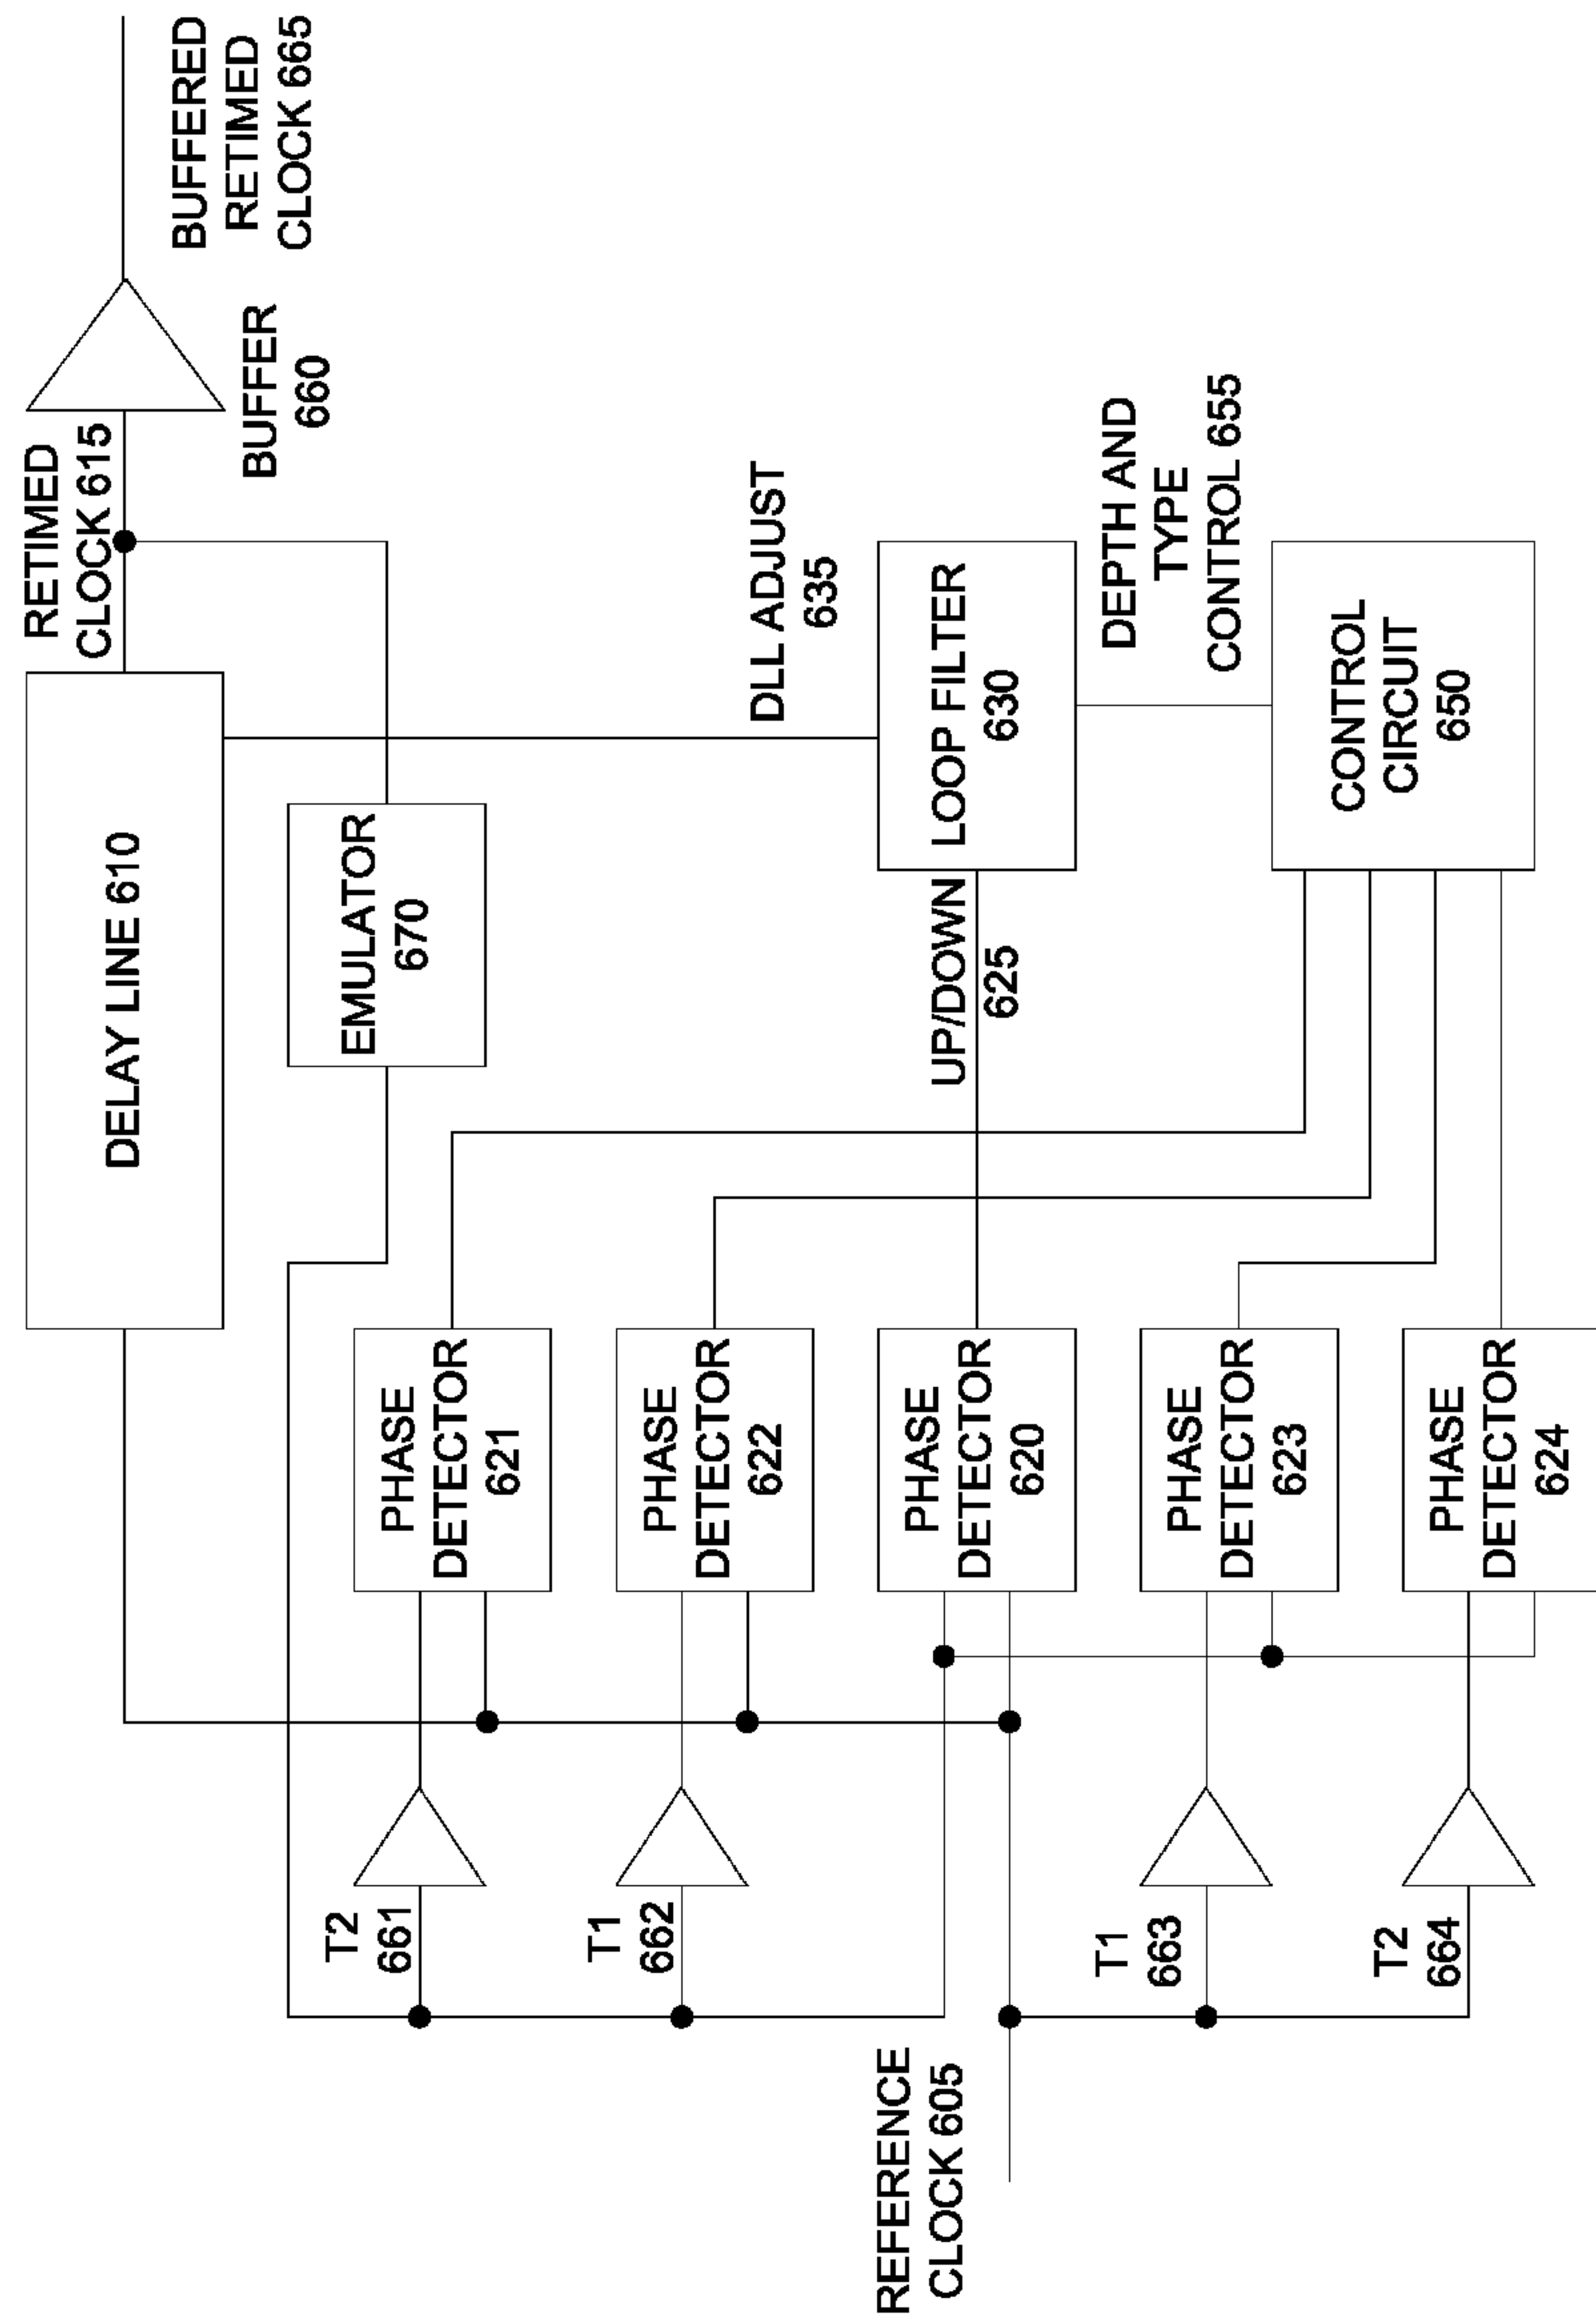 RETIMED
CLOCK 615
BUFFERED
RETIMED
CLOCK 665
DELAY LINE 610
BUFFER
660
EMULATOR
670
T2
661
PHASE
DETECTOR
621
DLL ADJUST
635
T1
662
PHASE
DETECTOR
622
REFERENCE
CLOCK 605
PHASE
DETECTOR
620
UP/DOWN
625
LOOP FILTER
630
DEPTH AND
TYPE
CONTROL 655
T1
663
PHASE
DETECTOR
623
CONTROL
CIRCUIT
650
T2
664
PHASE
DETECTOR
624